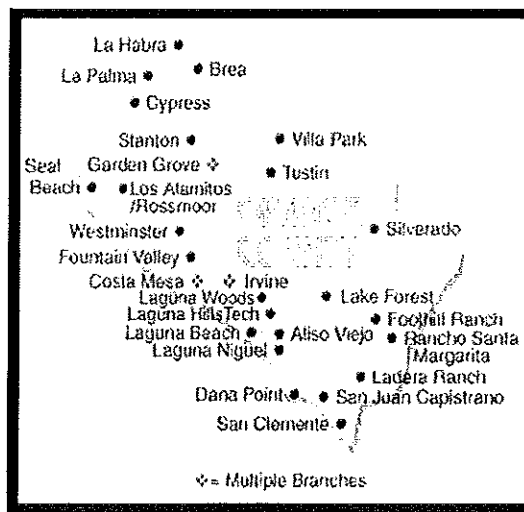 La Habra
Brea
La Palma
Cypress
Stanton
Villa Park
Seal
Beach
Garden Grove
Tustin
Los Alamitos
/Rossmoor
ORANGE
COUNTY
Westminster
Silverado
Fountain Valley
Costa Mesa
Irvine
Laguna Woods
Lake Forest
Laguna HillsTech
Foothill Ranch
Laguna Beach
Aliso Viejo
Rancho Santa
Margarita
Laguna Niguel
Ladera Ranch
Dana Point
San Juan Capistrano
San Clemente
= Multiple Branches